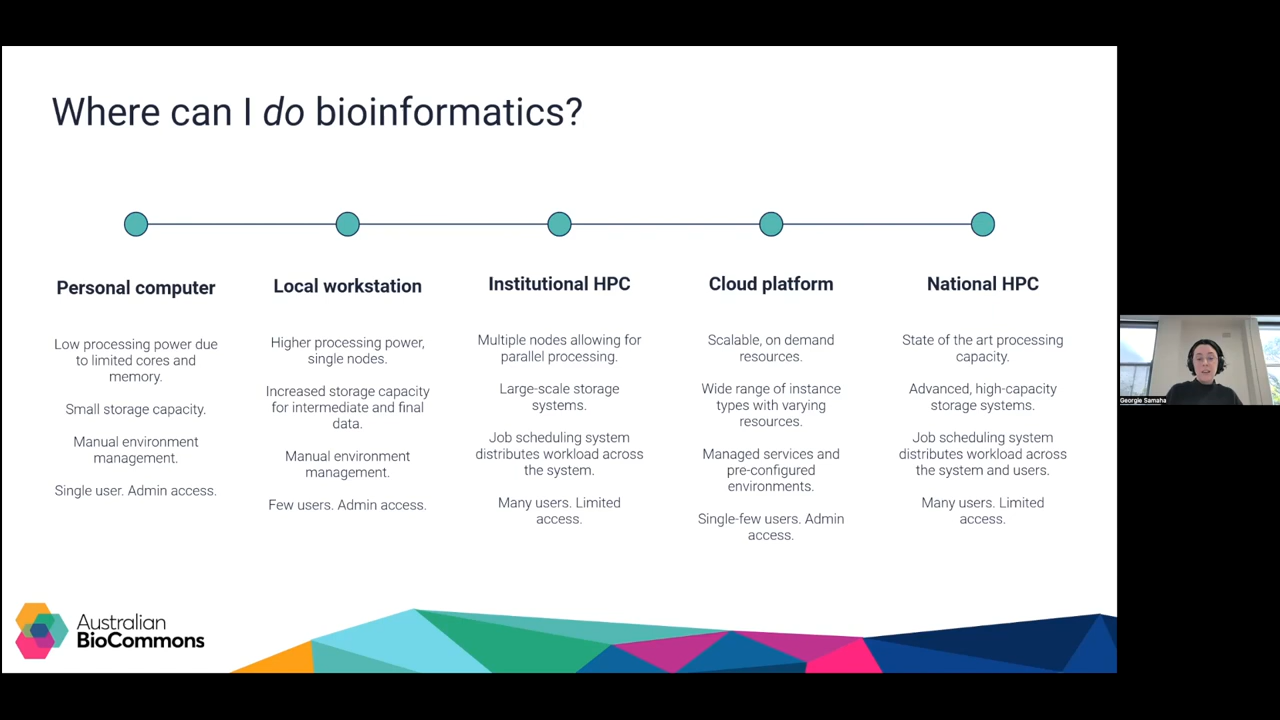 Where can I do bioinformatics?
Personal computer
Low processing power due
to limited cores and
memory.
Small storage capacity.
Manual environment
management.
Single user. Admin access.
Local workstation
Higher processing power,
single nodes.
Increased storage capacity
for intermediate and final
data.
Manual environment
management.
Few users. Admin access.
Institutional HPC
Multiple nodes allowing for
parallel processing.
Large-scale storage
systems.
Job scheduling system
distributes workload across
the system.
Many users. Limited
access.
Cloud platform
Scalable, on demand
resources.
Wide range of instance
types with varying
resources.
Managed services and
pre-configured
environments.
Single-few users. Admin
access.
National HPC
State of the art processing
capacity.
Advanced, high-capacity
storage systems.
Job scheduling system
distributes workload across
the system and users.
Many users. Limited
access.
Georgie Samaha
Australian
BioCommons